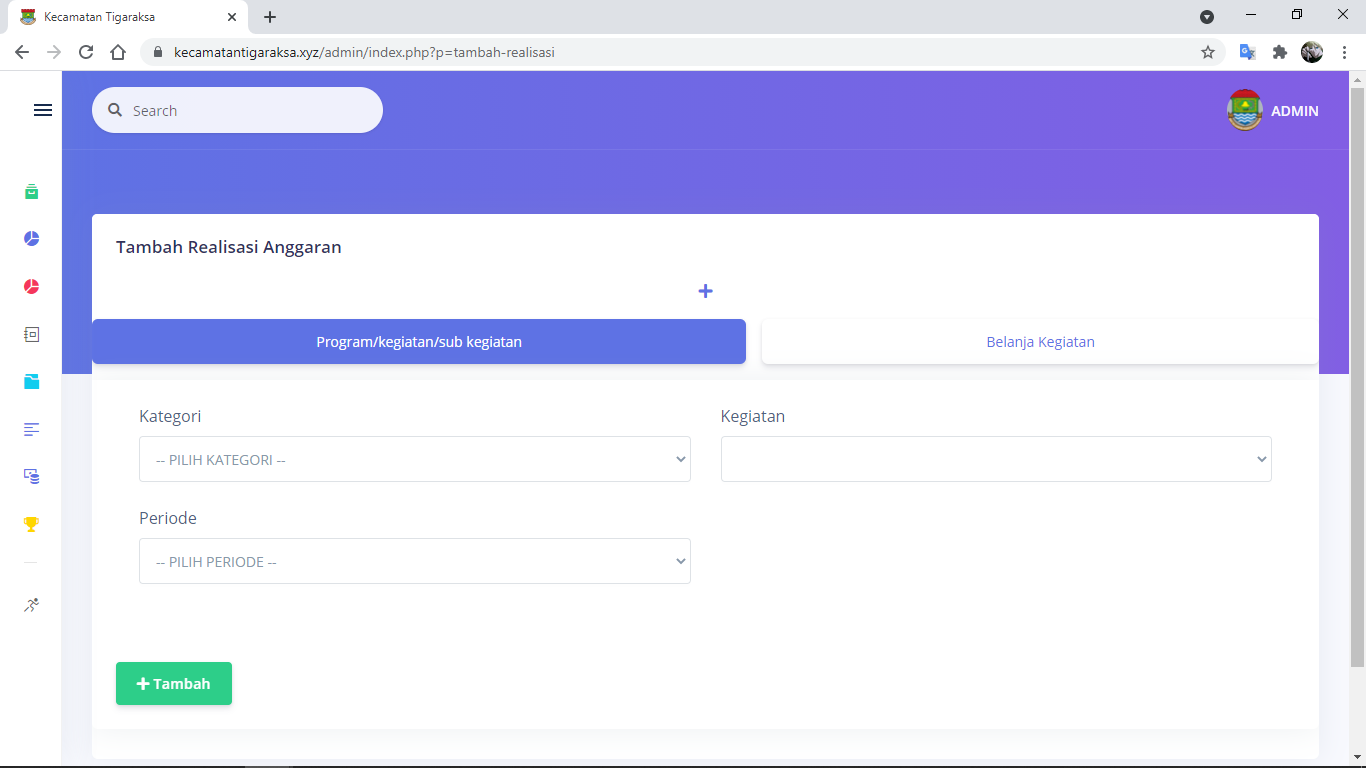 Kecamatan Tigaraksa
kecamatantigaraksa.xyz/admin/index.php?p=tambah-realisasi
Search
ADMIN
Tambah Realisasi Anggaran
Program/kegiatan/sub kegiatan
Belanja Kegiatan
Kategori
Kegiatan
-- PILIH KATEGORI --
Periode
-- PILIH PERIODE --
Tambah